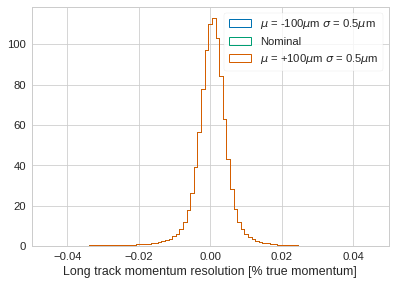 μ = -100μm σ = 0.5μm
Nominal
μ = +100μm σ = 0.5μm
100
80
60
40
20
0
−0.04 −0.02 0.00 0.02 0.04
Long track momentum resolution [% true momentum]